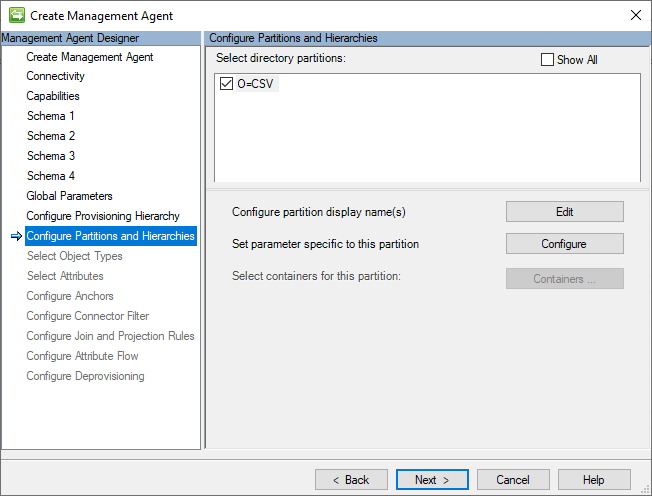 Create Management Agent
Management Agent Designer
Create Management Agent
Connectivity
Capabilities
Schema 1
Schema 2
Schema 3
Schema 4
Global Parameters
Configure Provisioning Hierarchy
Configure Partitions and Hierarchies
Select Object Types
Select Attributes
Configure Anchors
Configure Connector Filter
Configure Join and Projection Rules
Configure Attribute Flow
Configure Deprovisioning
Configure Partitions and Hierarchies
Select directory partitions:
Show All
O=CSV
Configure partition display name(s)
Edit
Set parameter specific to this partition
Configure
Select containers for this partition:
Containers ...
< Back
Next >
Cancel
Help